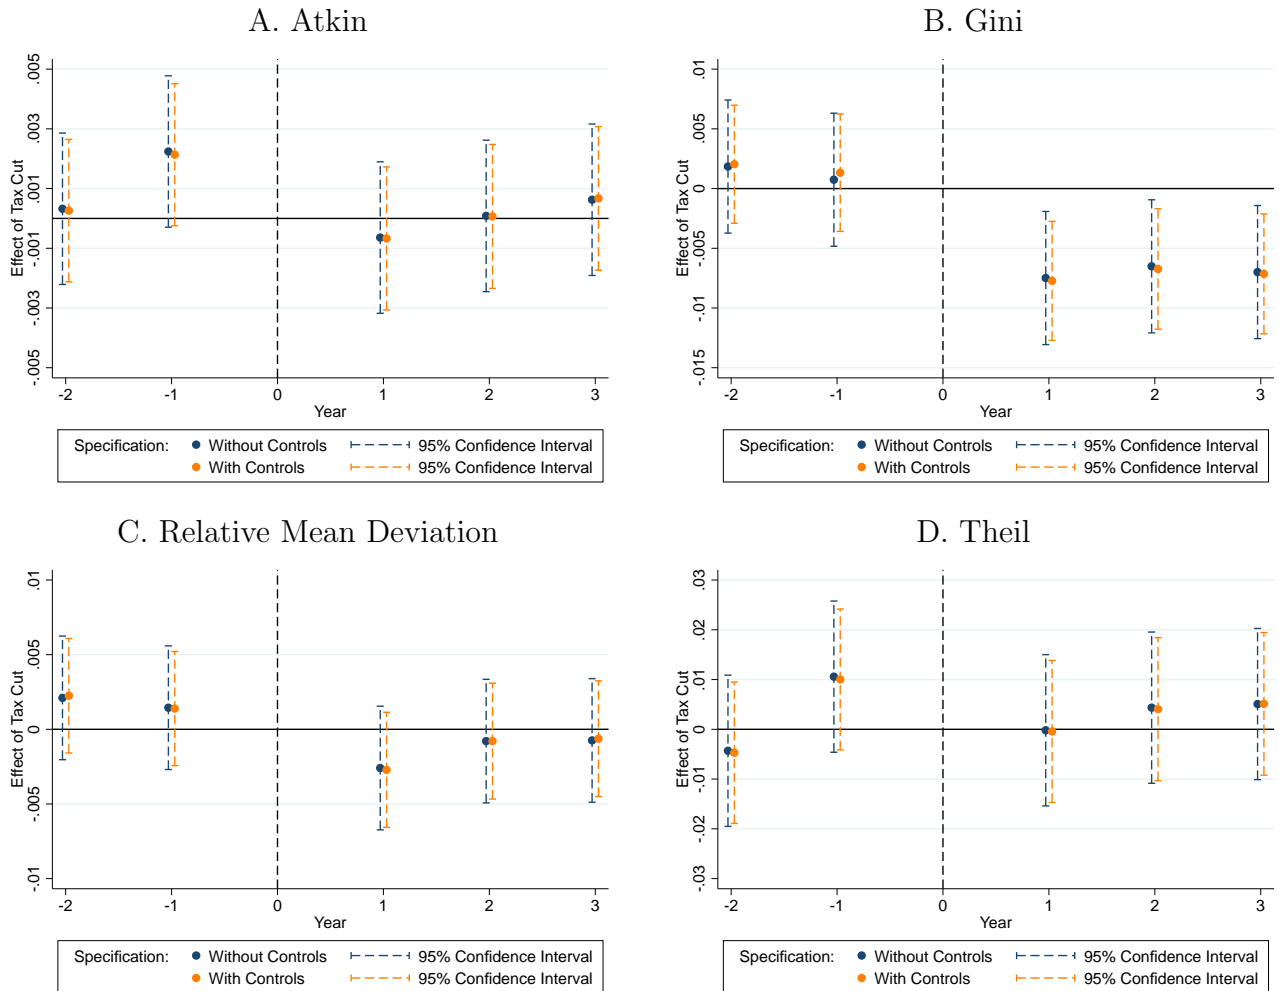 A. Atkin
Effect of Tax Cut
.005
.003
.001
-.001
-.003
-.005
-2 -1 0 1 2 3
Year
Specification: Without Controls 95% Confidence Interval
With Controls 95% Confidence Interval
B. Gini
Effect of Tax Cut
.01
.005
0
-.005
-.01
-.015
-2 -1 0 1 2 3
Year
Specification: Without Controls 95% Confidence Interval
With Controls 95% Confidence Interval
C. Relative Mean Deviation
Effect of Tax Cut
.01
.005
0
-.005
-.01
-2 -1 0 1 2 3
Year
Specification: Without Controls 95% Confidence Interval
With Controls 95% Confidence Interval
D. Theil
Effect of Tax Cut
.03
.02
.01
0
-.01
-.02
-.03
-2 -1 0 1 2 3
Year
Specification: Without Controls 95% Confidence Interval
With Controls 95% Confidence Interval